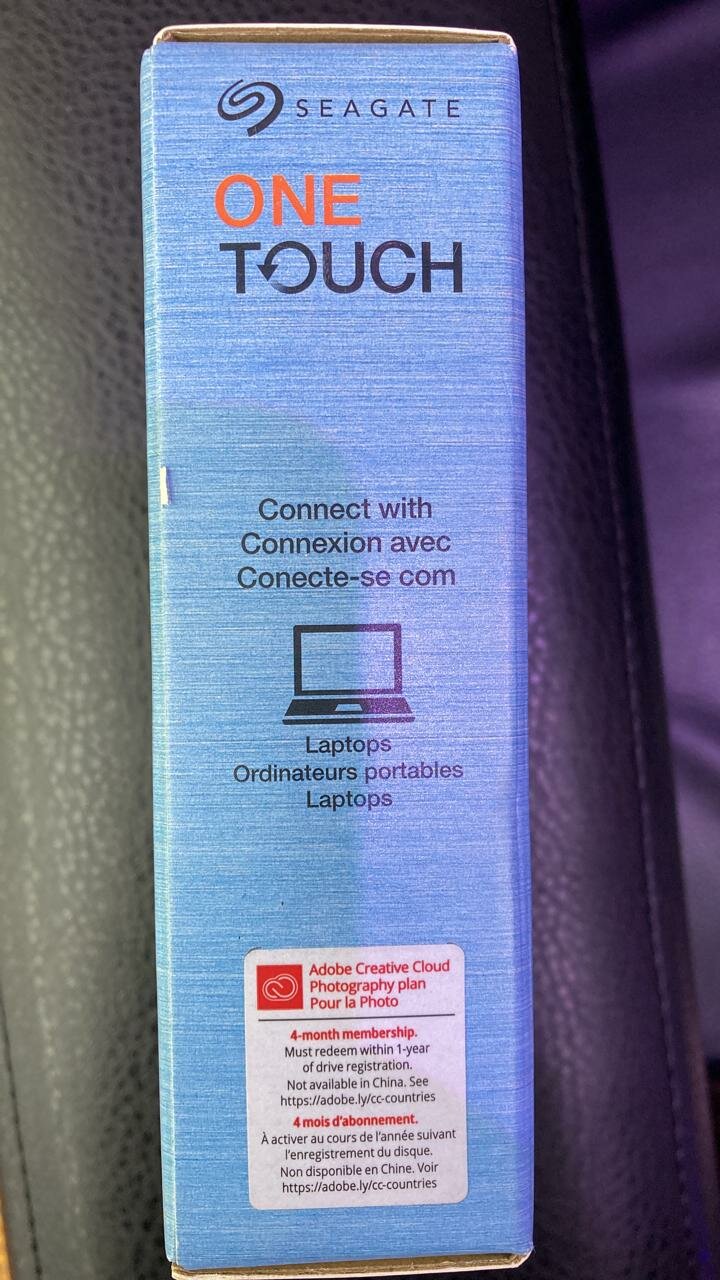 SEAGATE
ONE
TOUCH
Connect with
Connexion avec
Conecte-se com
Laptops
Ordinateurs portables
Laptops
Adobe Creative Cloud
Photography plan
Pour la Photo
4-month membership.
Must redeem within 1-year
of drive registration.
Not available in China. See
https://adobe.ly/cc-countries
4 mois d'abonnement.
À activer au cours de l'année suivant
l'enregistrement du disque.
Non disponible en Chine. Voir
https://adobe.ly/cc-countries